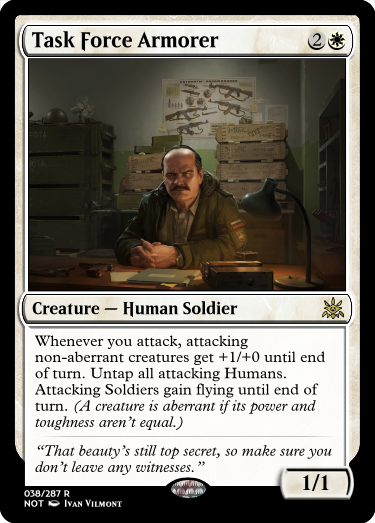 Task Force Armorer
2
Creature — Human Soldier
Whenever you attack, attacking
non-aberrant creatures get +1/+0 until end
of turn. Untap all attacking Humans.
Attacking Soldiers gain flying until end of
turn. (A creature is aberrant if its power and
toughness aren't equal.)
“That beauty's still top secret, so make sure you
don't leave any witnesses.”
1/1
038/287 R
NOT Ivan Vilmont